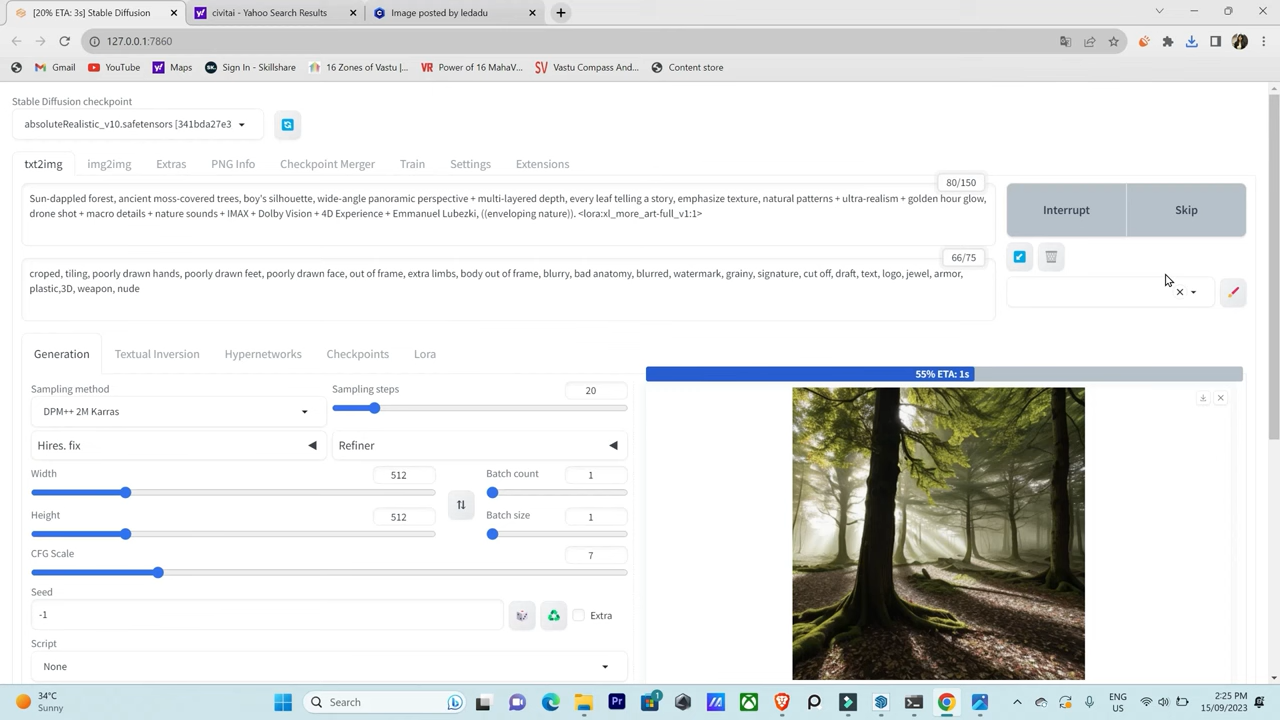 [20% ETA: 3s] Stable Diffusion
civitai - Yahoo Search Results
Image posted by ledadu
127.0.0.1:7860
Gmail
YouTube
Maps
Sign In - Skillshare
16 Zones of Vastu |...
Power of 16 MahaV...
Vastu Compass And...
Content store
Stable Diffusion checkpoint
absoluteRealistic_v10.safetensors [341bda27e3
txt2img
img2img
Extras
PNG Info
Checkpoint Merger
Train
Settings
Extensions
80/150
Sun-dappled forest, ancient moss-covered tree, boy's silhouette, wide-angle panoramic perspective + multi-layered depth, every leaf telling a story, emphasize texture, natural patterns + ultra-realism + golden hour glow,
drone shot + macro details + nature sounds + IMAX + Dolby Vision + 4D Experience + Emmanuel Lubezki, ((enveloping nature)). <lora:xl_more_art-full_v1:1>
Interrupt
Skip
66/75
croped, tiling, poorly drawn hands, poorly drawn feet, poorly drawn face, out of frame, extra limbs, body out of frame, blurry, bad anatomy, blurred, watermark, grainy, signature, cut off, draft, text, logo, jewel, armor,
plastic,3D, weapon, nude
Generation
Textual Inversion
Hypernetworks
Checkpoints
Lora
55% ETA: 1s
Sampling method
DPM++ 2M Karras
Sampling steps
20
Hires. fix
Refiner
Width
512
Batch count
1
Height
512
Batch size
1
CFG Scale
7
Seed
-1
Extra
Script
None
34°C
Sunny
Search
Pr
1
ENG
IN
2:25 PM
15/09/2023